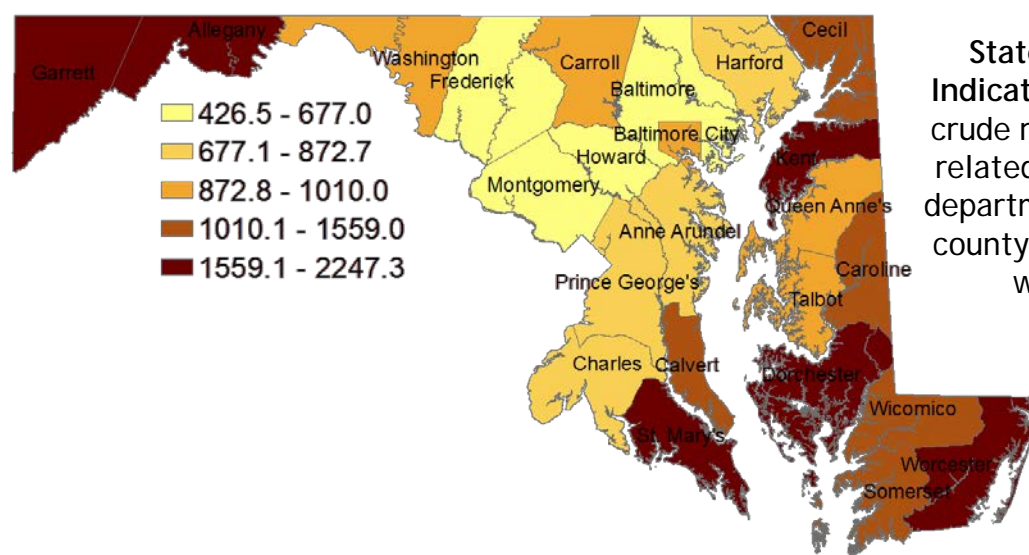 Garrett
Allegany
Washington
Frederick
Carroll
Baltimore
Harford
Cecil
Baltimore City
Howard
Montgomery
Kent
Queen Anne's
Anne Arundel
Prince George's
Caroline
Talbot
Charles
Calvert
Dorchester
St. Mary's
Wicomico
Worcester
Somerset
426.5 - 677.0
677.1 - 872.7
872.8 - 1010.0
1010.1 - 1559.0
1559.1 - 2247.3
State
Indicat
crude r
related
departm
county
w